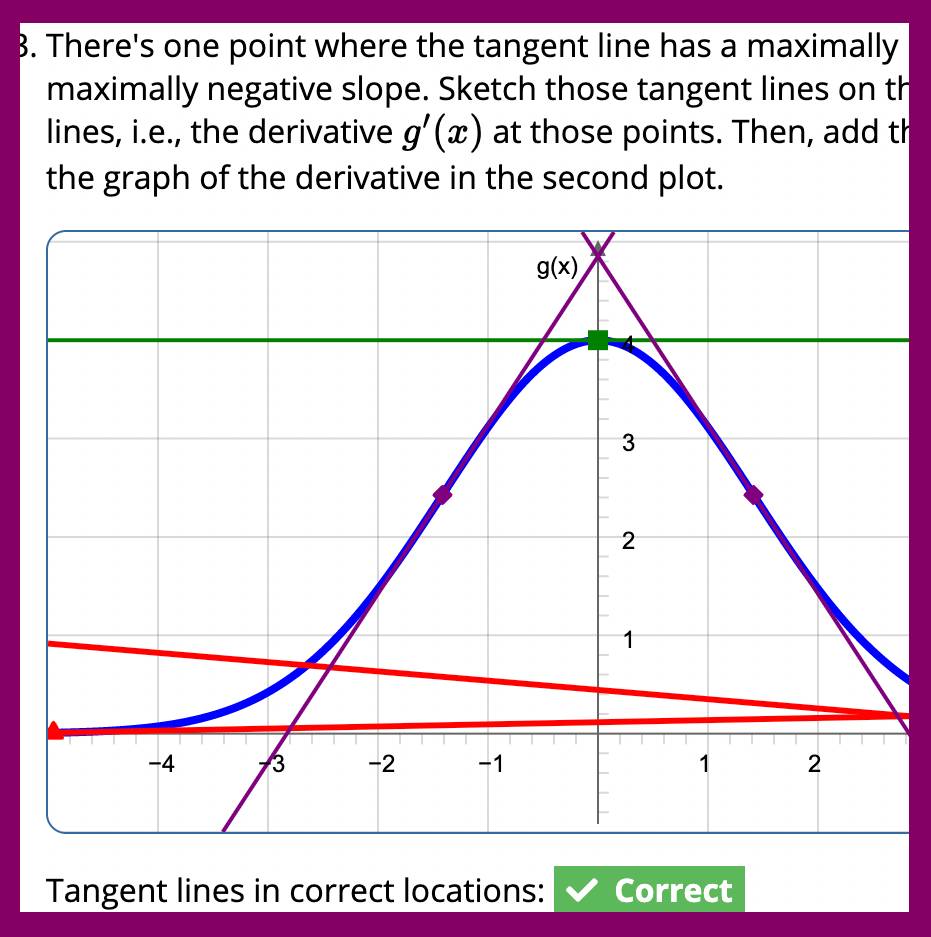 3. There's one point where the tangent line has a maximally
maximally negative slope. Sketch those tangent lines on th
lines, i.e., the derivative g′(x) at those points. Then, add th
the graph of the derivative in the second plot.
g(x)
4
3
2
1
−4 −3 −2 −1 1 2
Tangent lines in correct locations: ✓ Correct